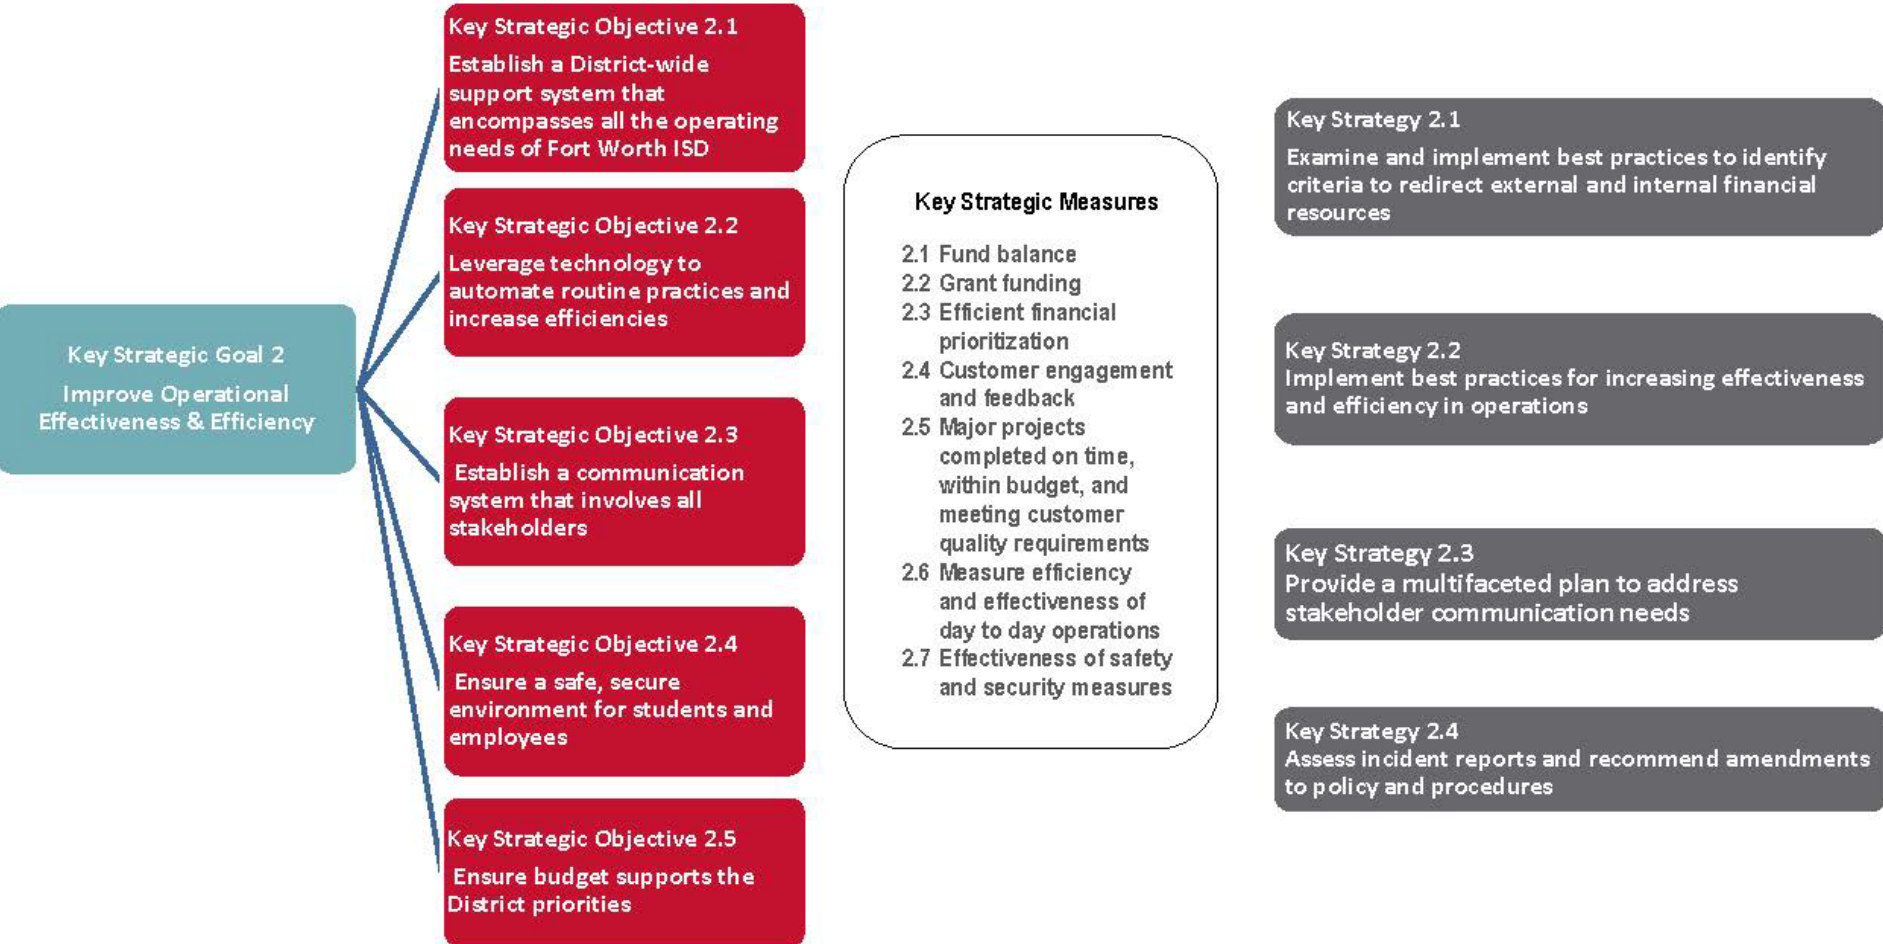 Key Strategic Goal 2
Improve Operational
Effectiveness & Efficiency
Key Strategic Objective 2.1
Establish a District-wide
support system that
encompasses all the operating
needs of Fort Worth ISD
Key Strategic Objective 2.2
Leverage technology to
automate routine practices and
increase efficiencies
Key Strategic Objective 2.3
Establish a communication
system that involves all
stakeholders
Key Strategic Objective 2.4
Ensure a safe, secure
environment for students and
employees
Key Strategic Objective 2.5
Ensure budget supports the
District priorities
Key Strategic Measures
2.1 Fund balance
2.2 Grant funding
2.3 Efficient financial
prioritization
2.4 Customer engagement
and feedback
2.5 Major projects
completed on time,
within budget, and
meeting customer
quality requirements
2.6 Measure efficiency
and effectiveness of
day to day operations
2.7 Effectiveness of safety
and security measures
Key Strategy 2.1
Examine and implement best practices to identify
criteria to redirect external and internal financial
resources
Key Strategy 2.2
Implement best practices for increasing effectiveness
and efficiency in operations
Key Strategy 2.3
Provide a multifaceted plan to address
stakeholder communication needs
Key Strategy 2.4
Assess incident reports and recommend amendments
to policy and procedures